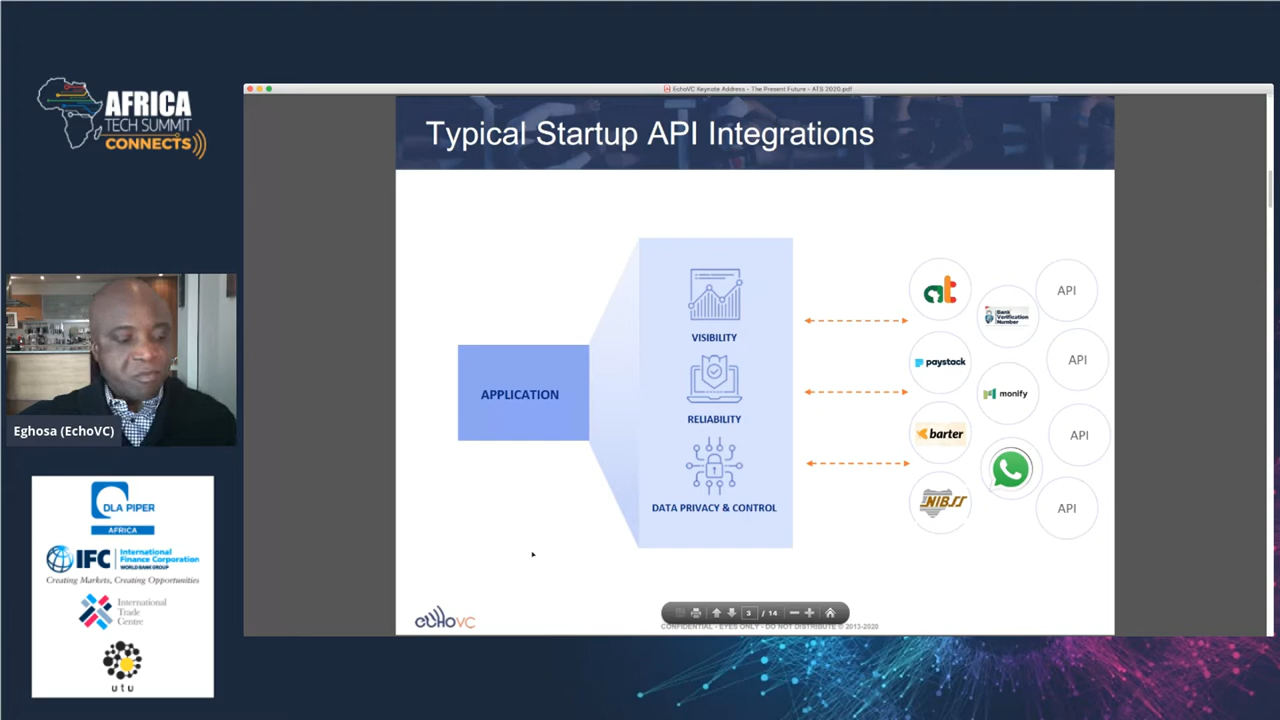 AFRICA
TECH SUMMIT
CONNECTS
EchoVC Keynote Address - The Present Future - ATS 2020.pdf
Typical Startup API Integrations
APPLICATION
VISIBILITY
RELIABILITY
DATA PRIVACY & CONTROL
at
Bank
Verification
Number
API
paystack
API
monify
barter
API
NIBSS
API
Eghosa (EchoVC)
DLA PIPER
AFRICA
IFC
International
Finance Corporation
WORLD BANK GROUP
Creating Markets, Creating Opportunities
International
Trade
Centre
utu
echoVC
3 / 14
CONFIDENTIAL - EYES ONLY - DO NOT DISTRIBUTE © 2013-2020